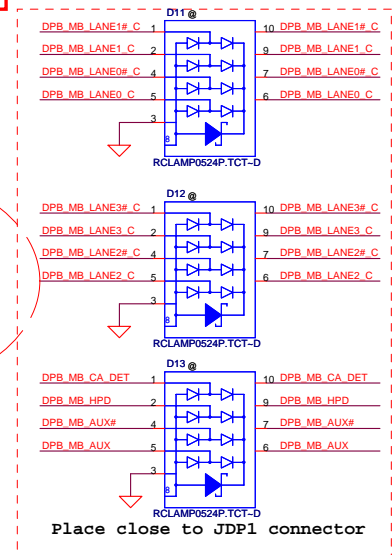 D11 @
DPB_MB_LANE1#_C 1 10 DPB_MB_LANE1#_C
DPB_MB_LANE1_C 2 9 DPB_MB_LANE1_C
DPB_MB_LANE0#_C 4 7 DPB_MB_LANE0#_C
DPB_MB_LANE0_C 5 6 DPB_MB_LANE0_C
3
8
RCLAMP0524P.TCT~D
D12 @
DPB_MB_LANE3#_C 1 10 DPB_MB_LANE3#_C
DPB_MB_LANE3_C 2 9 DPB_MB_LANE3_C
DPB_MB_LANE2#_C 4 7 DPB_MB_LANE2#_C
DPB_MB_LANE2_C 5 6 DPB_MB_LANE2_C
3
8
RCLAMP0524P.TCT~D
D13 @
DPB_MB_CA_DET 1 10 DPB_MB_CA_DET
DPB_MB_HPD 2 9 DPB_MB_HPD
DPB_MB_AUX# 4 7 DPB_MB_AUX#
DPB_MB_AUX 5 6 DPB_MB_AUX
3
8
RCLAMP0524P.TCT~D
Place close to JDP1 connector